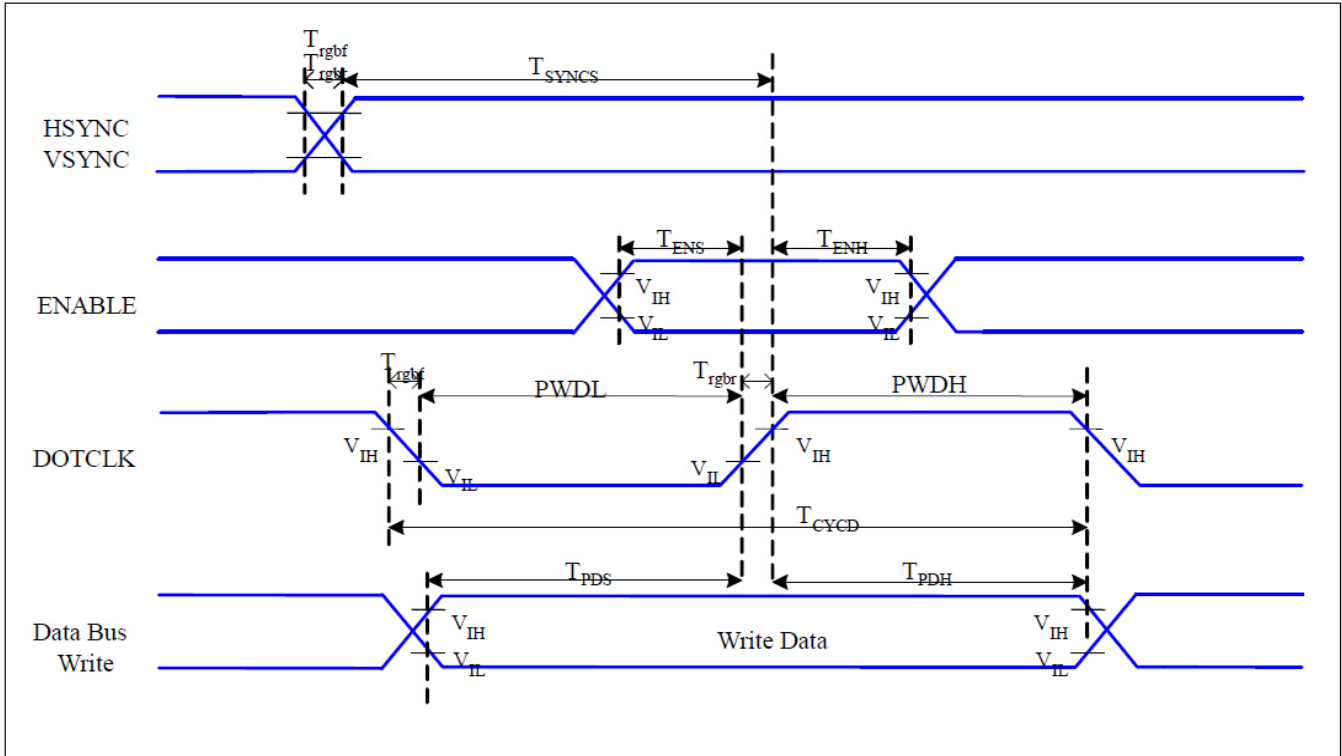 Trgbf
Trgbr
TSYNCS
HSYNC
VSYNC
TENS
TENH
VIH
VIH
ENABLE
VIL
VIL
Trgbf
Trgbr
PWDL
PWDH
VIH
VIH
VIH
DOTCLK
VIL
VIL
TCYCD
TPDS
TPDH
VIH
VIH
Data Bus
Write
Write Data
VIL
VIL